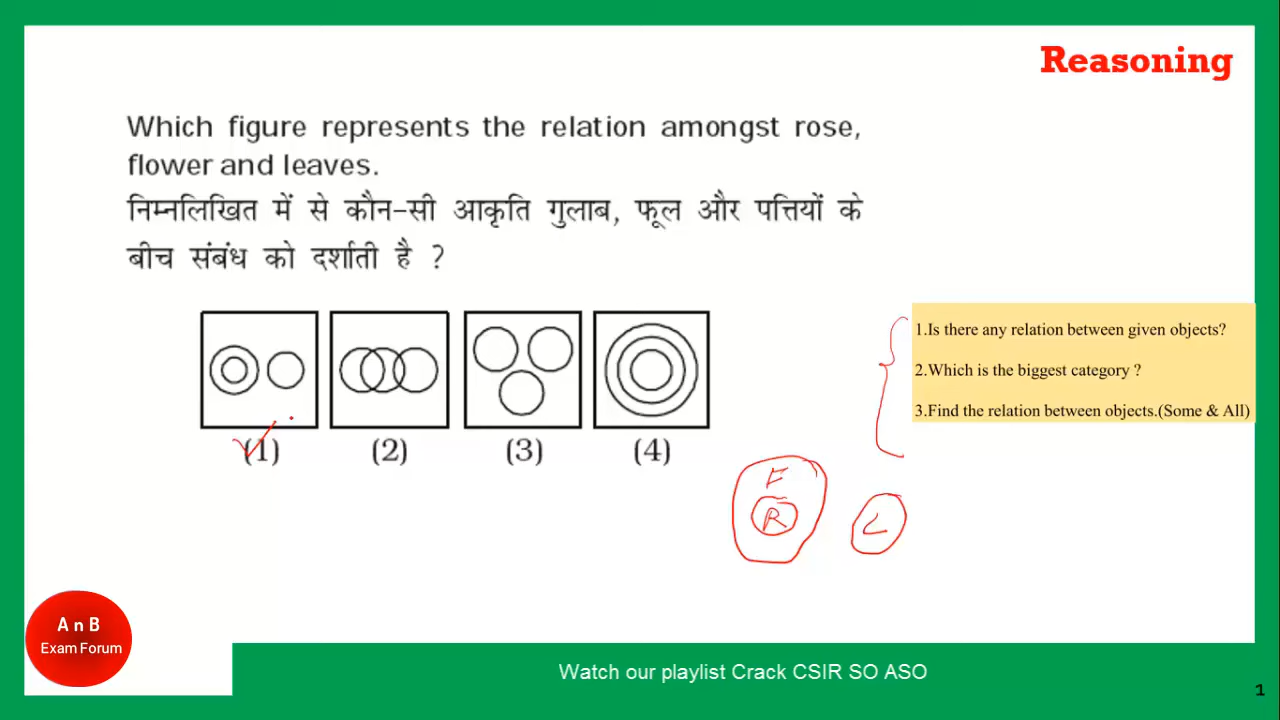 Reasoning
Which figure represents the relation amongst rose,
flower and leaves.
निम्नलिखित में से कौन-सी आकृति गुलाब, फूल और पत्तियों के
बीच संबंध को दर्शाती है ?
(1) (2) (3) (4)
1.Is there any relation between given objects?
2.Which is the biggest category ?
3.Find the relation between objects.(Some & All)
F
R L
A n B
Exam Forum
Watch our playlist Crack CSIR SO ASO
1